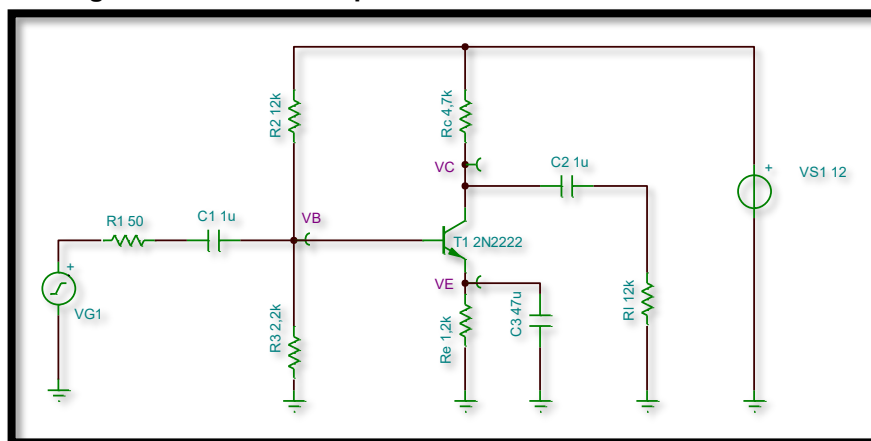 R2 12k
Rc 4,7k
VC
C2 1u
+
VS1 12
R1 50
C1 1u
VB
T1 2N2222
+
VG1
VE
R3 2,2k
Re 1,2k
C3 47u
Rl 12k